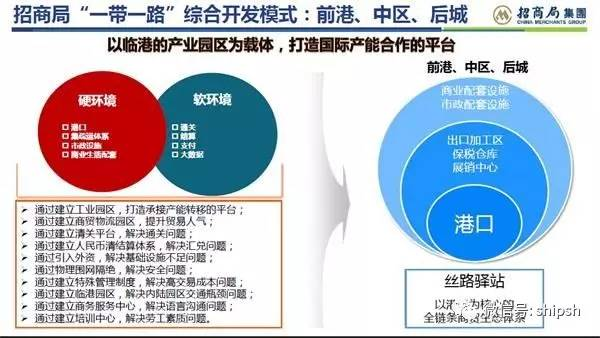 招商局“一带一路”综合开发模式：前港、中区、后城
招商局集團
CHINA MERCHANTS GROUP
以临港的产业园区为载体，打造国际产能合作的平台
硬环境
港口
集疏运体系
市政设施
商业生活配套
软环境
通关
结算
支付
大数据
通过建立工业园区，打造承接产能转移的平台；
通过建立商贸物流园区，提升贸易人气；
通过建立清关平台，解决通关问题；
通过建立人民币清结算体系，解决汇兑问题；
通过引入外资，解决基础设施不足问题；
通过物理围网隔绝，解决安全问题；
通过建立特殊管理制度，解决高交易成本问题；
通过建立临港园区，解决内陆园区交通瓶颈问题；
通过建立商务服务中心，解决语言沟通问题；
通过建立培训中心，解决劳工素质问题。
前港、中区、后城
商业配套设施
市政配套设施
出口加工区
保税仓库
展销中心
港口
丝路驿站
以港口为核心的
全链条商贸生态体系
微信号: shipsh